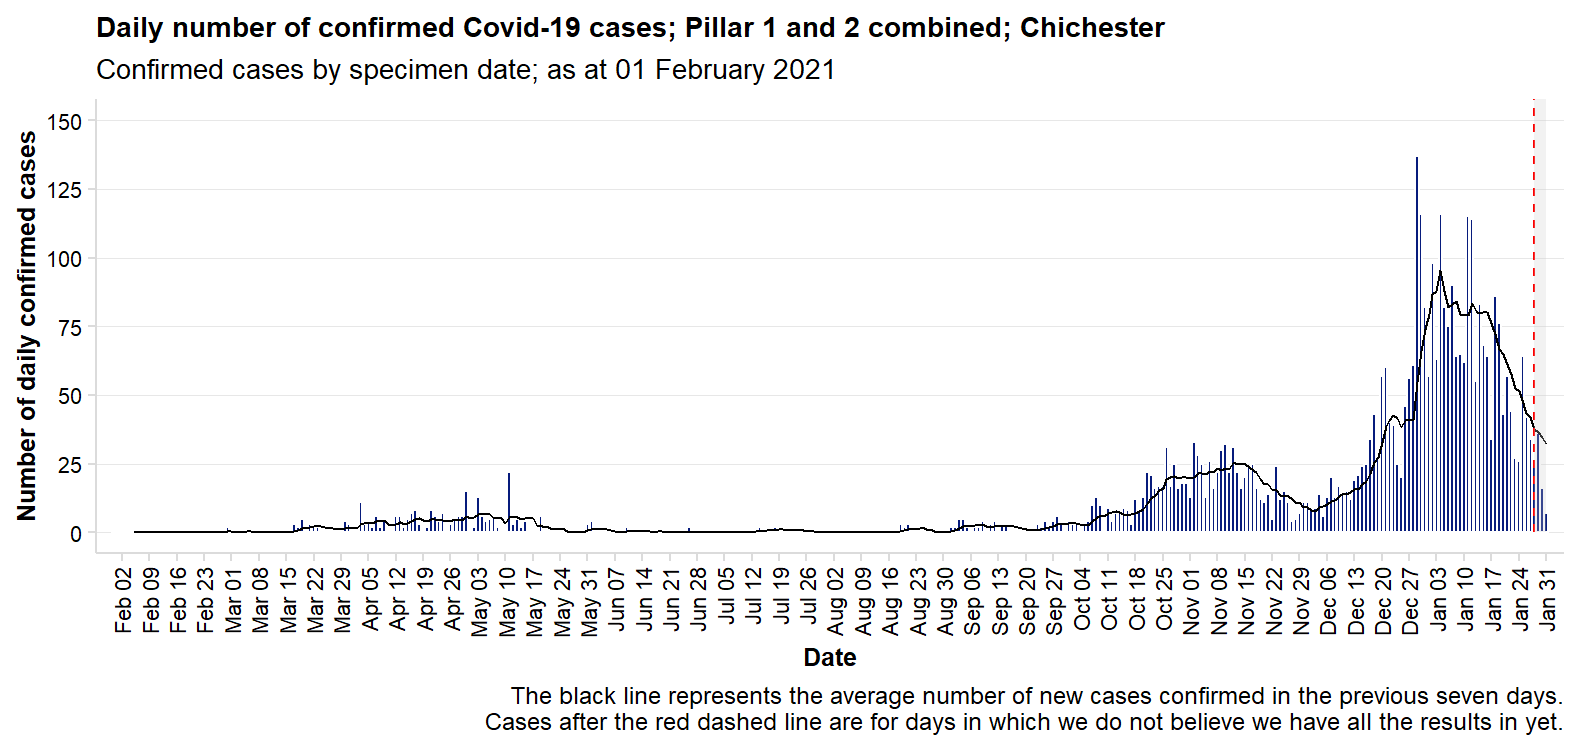 Daily number of confirmed Covid-19 cases; Pillar 1 and 2 combined; Chichester
Confirmed cases by specimen date; as at 01 February 2021
Number of daily confirmed cases
150
125
100
75
50
25
0
Feb 02
Feb 09
Feb 16
Feb 23
Mar 01
Mar 08
Mar 15
Mar 22
Mar 29
Apr 05
Apr 12
Apr 19
Apr 26
May 03
May 10
May 17
May 24
May 31
Jun 07
Jun 14
Jun 21
Jun 28
Jul 05
Jul 12
Jul 19
Jul 26
Aug 02
Aug 09
Aug 16
Aug 23
Aug 30
Sep 06
Sep 13
Sep 20
Sep 27
Oct 04
Oct 11
Oct 18
Oct 25
Nov 01
Nov 08
Nov 15
Nov 22
Nov 29
Dec 06
Dec 13
Dec 20
Dec 27
Jan 03
Jan 10
Jan 17
Jan 24
Jan 31
Date
The black line represents the average number of new cases confirmed in the previous seven days.
Cases after the red dashed line are for days in which we do not believe we have all the results in yet.